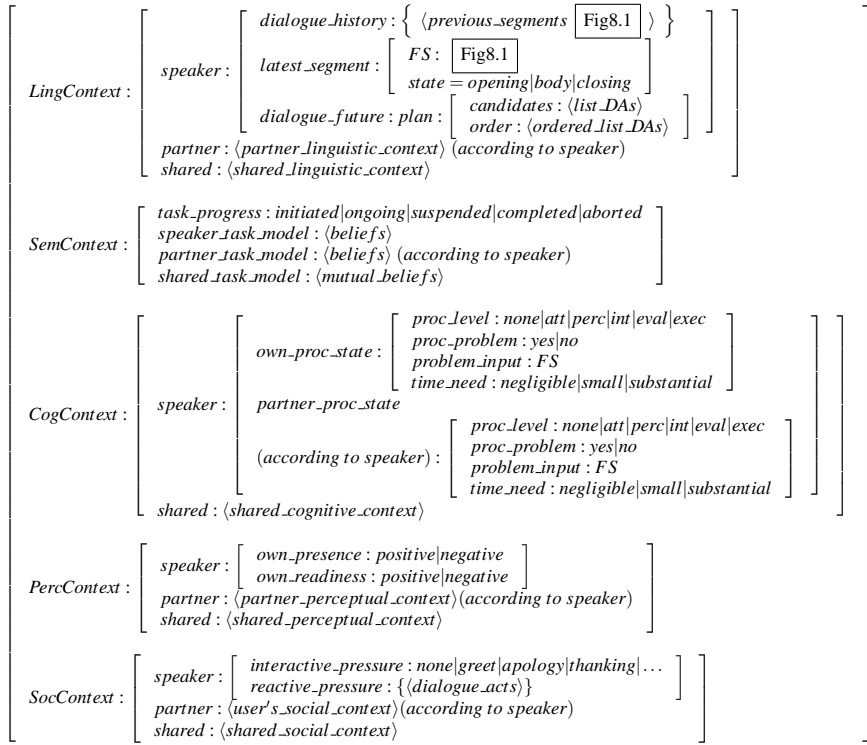 dialogue_history : { ⟨previous_segments Fig8.1 ⟩ }
LingContext : speaker : latest_segment : FS : Fig8.1
state = opening|body|closing
dialogue_future : plan : candidates : ⟨list_DAs⟩
order : ⟨ordered_list_DAs⟩
partner : ⟨partner_linguistic_context⟩ (according to speaker)
shared : ⟨shared_linguistic_context⟩
task_progress : initiated|ongoing|suspended|completed|aborted
SemContext : speaker_task_model : ⟨beliefs⟩
partner_task_model : ⟨beliefs⟩ (according to speaker)
shared_task_model : ⟨mutual_beliefs⟩
CogContext : speaker : own_proc_state : proc_level : none|att|perc|int|eval|exec
proc_problem : yes|no
problem_input : FS
time_need : negligible|small|substantial
partner_proc_state
(according to speaker) : proc_level : none|att|perc|int|eval|exec
proc_problem : yes|no
problem_input : FS
time_need : negligible|small|substantial
shared : ⟨shared_cognitive_context⟩
PercContext : speaker : own_presence : positive|negative
own_readiness : positive|negative
partner : ⟨partner_perceptual_context⟩(according to speaker)
shared : ⟨shared_perceptual_context⟩
SocContext : speaker : interactive_pressure : none|greet|apology|thanking|...
reactive_pressure : {⟨dialogue_acts⟩}
partner : ⟨user's_social_context⟩(according to speaker)
shared : ⟨shared_social_context⟩